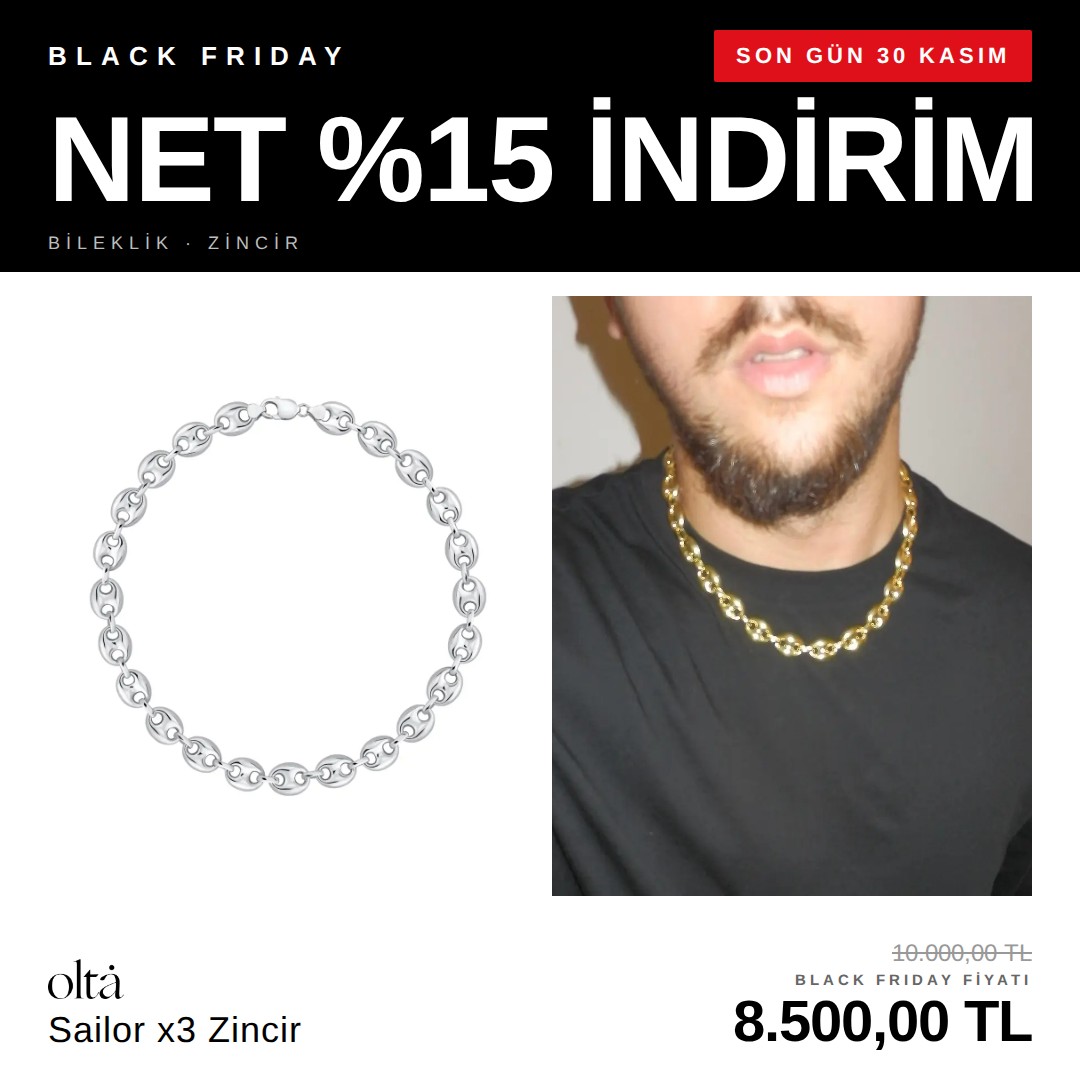 BLACK FRIDAY
SON GÜN 30 KASIM
NET %15 İNDİRİM
BİLEKLİK · ZİNCİR
olta
Sailor x3 Zincir
10.000,00 TL
BLACK FRIDAY FİYATI
8.500,00 TL